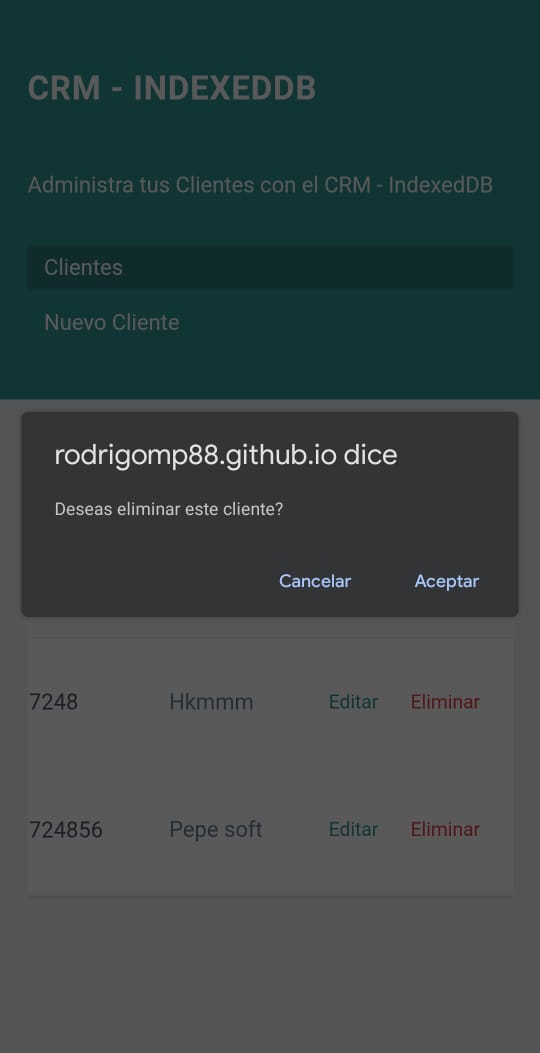 CRM - INDEXEDDB
Administra tus Clientes con el CRM - IndexedDB
Clientes
Nuevo Cliente
rodrigomp88.github.io dice
Deseas eliminar este cliente?
Cancelar Aceptar
7248 Hkmmm Editar Eliminar
724856 Pepe soft Editar Eliminar